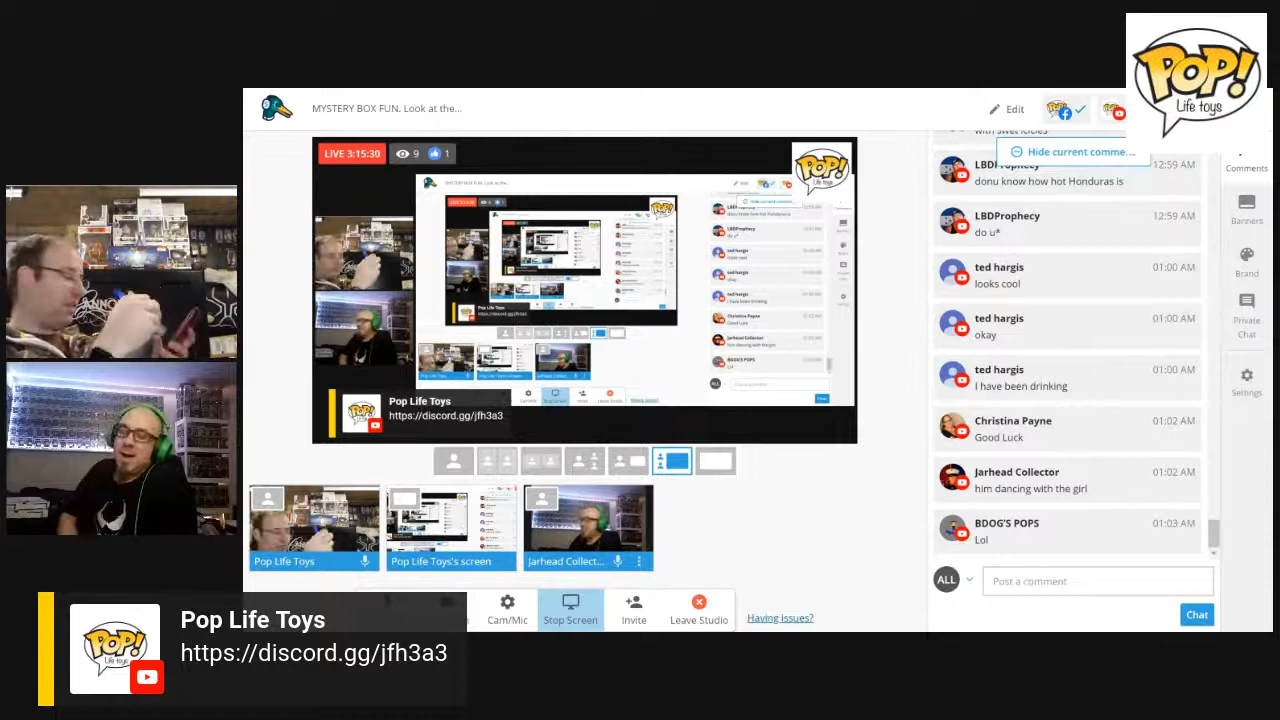 POP!
Life toys
MYSTERY BOX FUN. Look at the...
Edit
LIVE 3:15:30
9
1
Hide current comme...
LBDProphecy
12:59 AM
donu know how hot Honduras is
LBDProphecy
12:59 AM
do u*
ted hargis
01:00 AM
looks cool
ted hargis
01:00 AM
okay
ted hargis
01:00 AM
I have been drinking
Christina Payne
01:02 AM
Good Luck
Jarhead Collector
01:02 AM
him dancing with the girl
BDOG'S POPS
01:03 AM
Lol
ALL
Post a comment
Chat
Comments
Banners
Brand
Private
Chat
Settings
Pop Life Toys
https://discord.gg/jfh3a3
Pop Life Toys
Pop Life Toys's screen
Jarhead Collect...
Cam/Mic
Stop Screen
Invite
Leave Studio
Having issues?
Pop Life Toys
https://discord.gg/jfh3a3